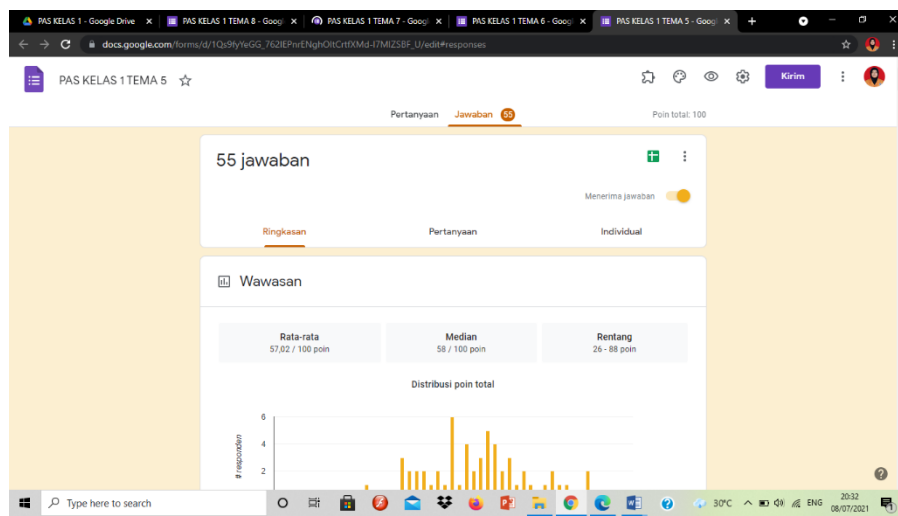 PAS KELAS 1 - Google Drive
PAS KELAS 1 TEMA 8 - Googl
PAS KELAS 1 TEMA 7 - Googl
PAS KELAS 1 TEMA 6 - Googl
PAS KELAS 1 TEMA 5 - Googl
docs.google.com/forms/d/1Qs9fyYeGG_762IEPnrENghOItCrtfXMd-I7MIZSBF_U/edit#responses
PAS KELAS 1 TEMA 5
Kirim
Pertanyaan
Jawaban 55
Poin total: 100
55 jawaban
Menerima jawaban
Ringkasan
Pertanyaan
Individual
Wawasan
Rata-rata
57,02 / 100 poin
Median
58 / 100 poin
Rentang
26 - 88 poin
Distribusi poin total
# responden
6
4
2
Type here to search
30°C
ENG
20:32
08/07/2021